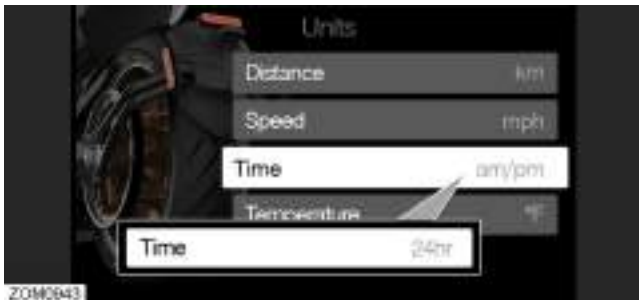 Units
Distance km
Speed mph
Time am/pm
Temperature °F
Time 24hr
ZOM0943